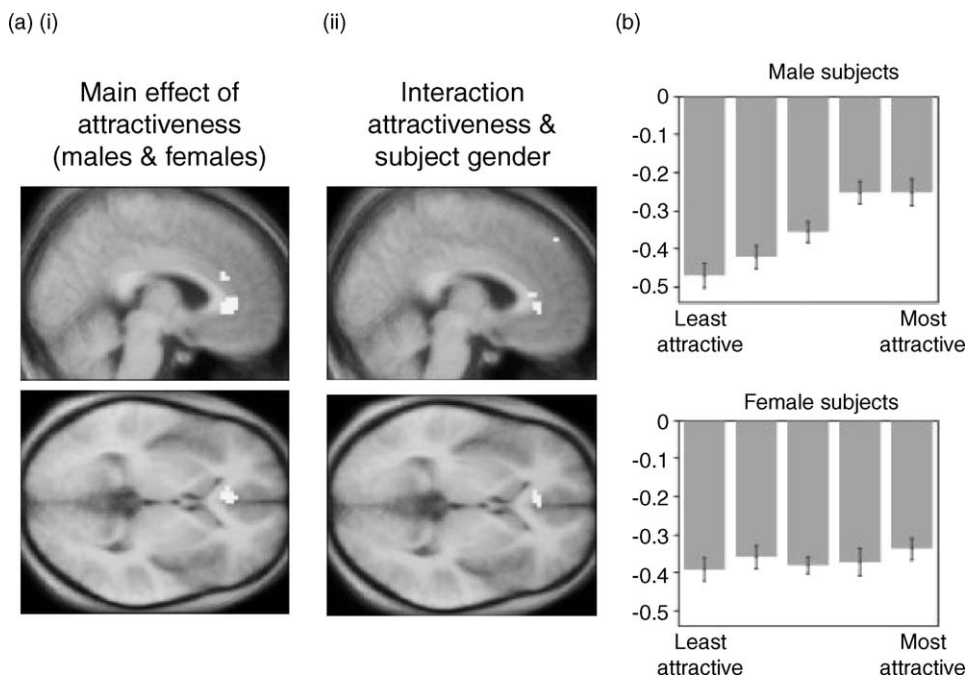 (a) (i)
(ii)
(b)
Main effect of
attractiveness
(males & females)
Interaction
attractiveness &
subject gender
Male subjects
0
-0.1
-0.2
-0.3
-0.4
-0.5
Least
attractive
Most
attractive
Female subjects
0
-0.1
-0.2
-0.3
-0.4
-0.5
Least
attractive
Most
attractive